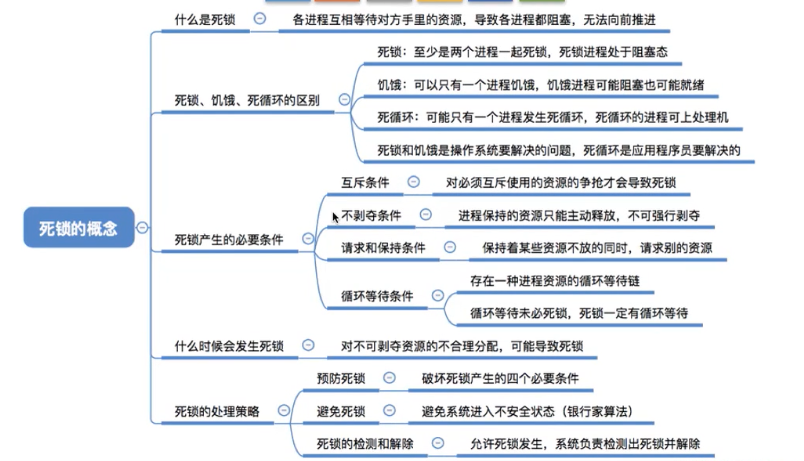 什么是死锁
各进程互相等待对方手里的资源，导致各进程都阻塞，无法向前推进
死锁、饥饿、死循环的区别
死锁：至少是两个进程一起死锁，死锁进程处于阻塞态
饥饿：可以只有一个进程饥饿，饥饿进程可能阻塞也可能就绪
死循环：可能只有一个进程发生死循环，死循环的进程可上处理机
死锁和饥饿是操作系统要解决的问题，死循环是应用程序员要解决的
死锁的概念
死锁产生的必要条件
互斥条件
对必须互斥使用的资源的争抢才会导致死锁
不剥夺条件
进程保持的资源只能主动释放，不可强行剥夺
请求和保持条件
保持着某些资源不放的同时，请求别的资源
循环等待条件
存在一种进程资源的循环等待链
循环等待未必死锁，死锁一定有循环等待
什么时候会发生死锁
对不可剥夺资源的不合理分配，可能导致死锁
死锁的处理策略
预防死锁
破坏死锁产生的四个必要条件
避免死锁
避免系统进入不安全状态（银行家算法）
死锁的检测和解除
允许死锁发生，系统负责检测出死锁并解除